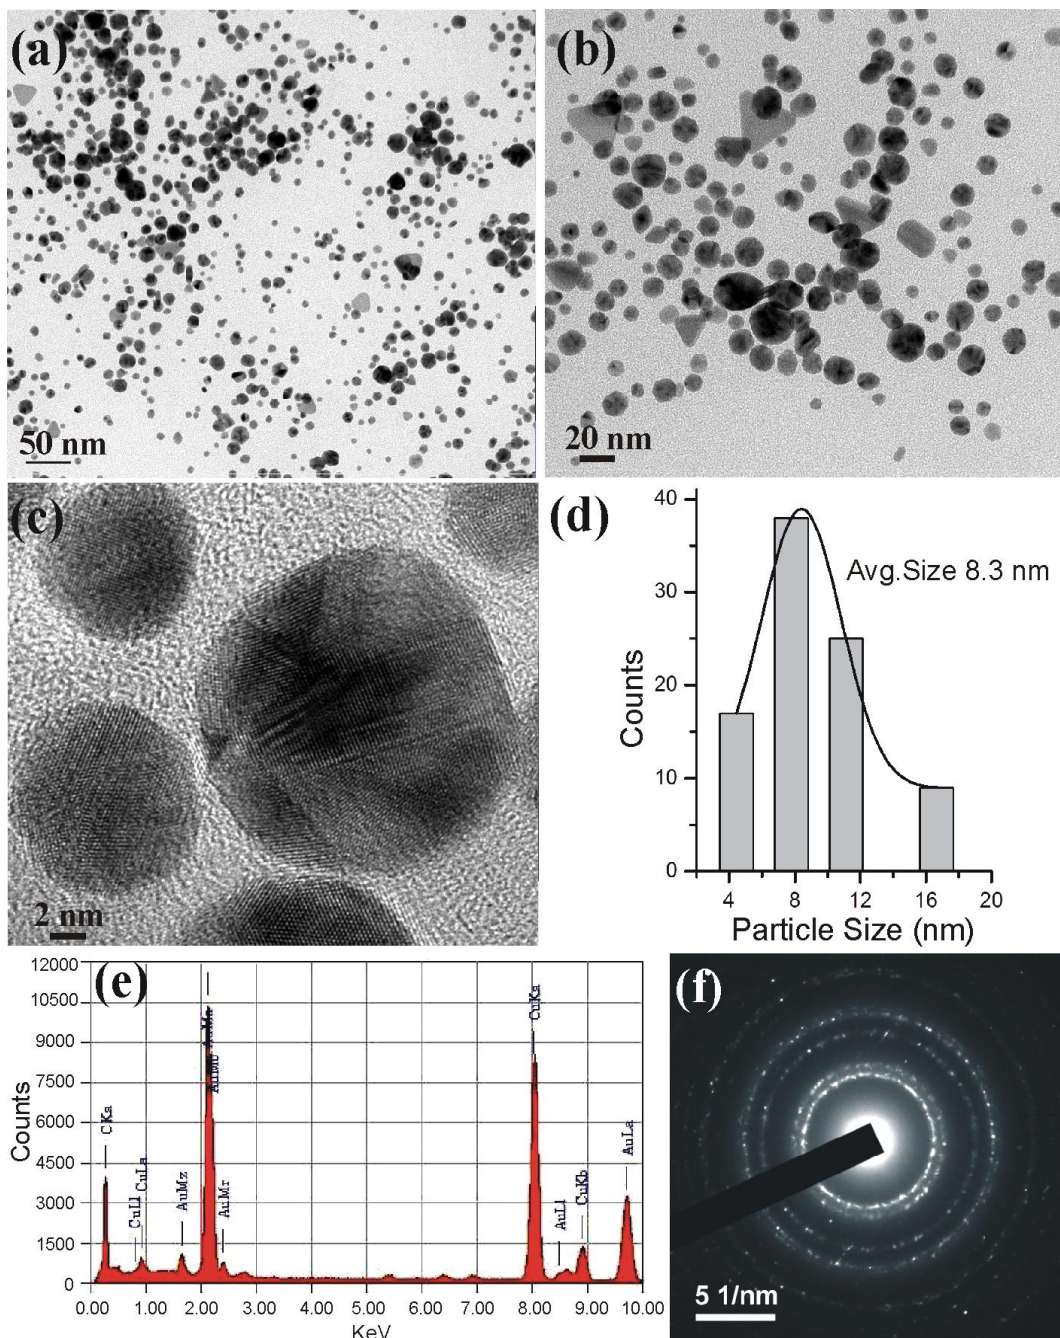 (a)
50 nm
(b)
20 nm
(c)
2 nm
(d)
40
30
20
10
0
Counts
Avg.Size 8.3 nm
4 8 12 16 20
Particle Size (nm)
(e)
12000
10500
9000
7500
6000
4500
3000
1500
0
Counts
CKa
CuLl
CuLa
AuMz
AuMr
CuKa
AuLl
CuKb
AuLa
0.00 1.00 2.00 3.00 4.00 5.00 6.00 7.00 8.00 9.00 10.00
KeV
(f)
5 1/nm